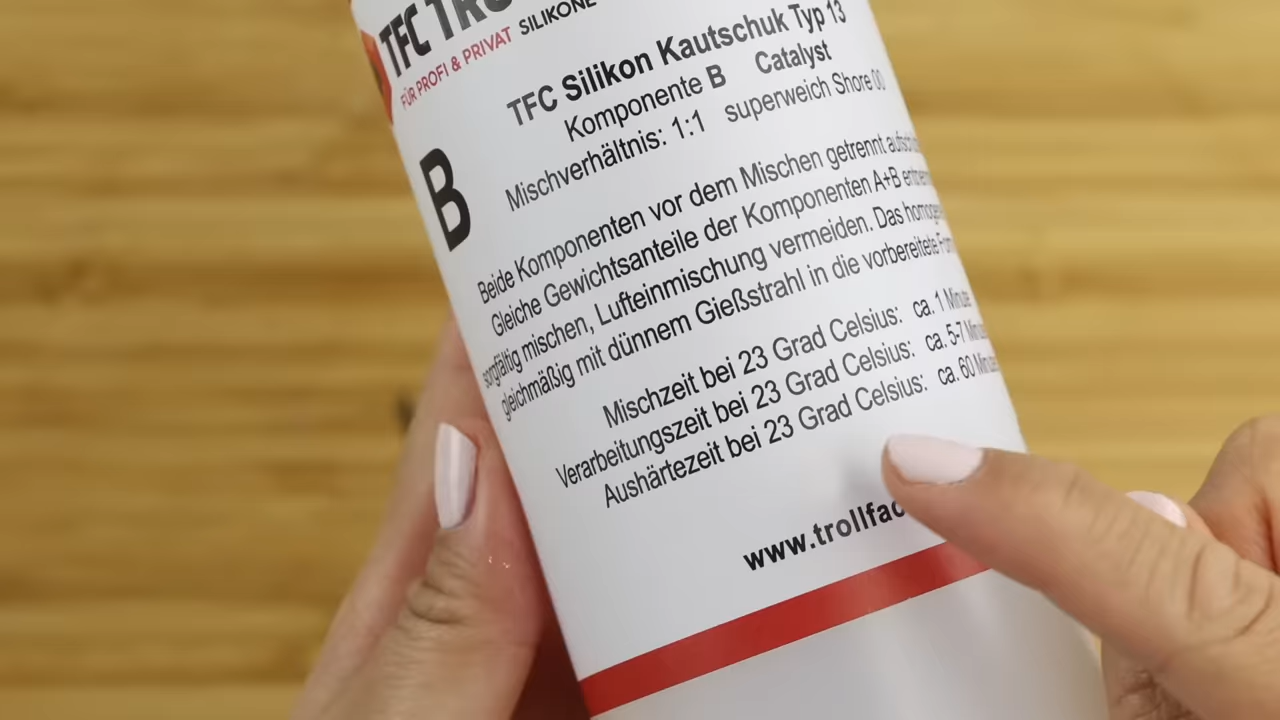 TFC
FÜR PROFI & PRIVAT SILIKONE
TFC Silikon Kautschuk Typ 13
Komponente B Catalyst
Mischverhältnis: 1:1 superweich Shore 00
B
Beide Komponenten vor dem Mischen getrennt
Gleiche Gewichtsanteile der Komponenten A+B
sorgfältig mischen, Lufteinmischung vermeiden. Das
gleichmäßig mit dünnem Gießstrahl in die vorbereitete
Mischzeit bei 23 Grad Celsius: ca. 1 Minute
Verarbeitungszeit bei 23 Grad Celsius: ca. 5-7
Aushärtezeit bei 23 Grad Celsius: ca. 60